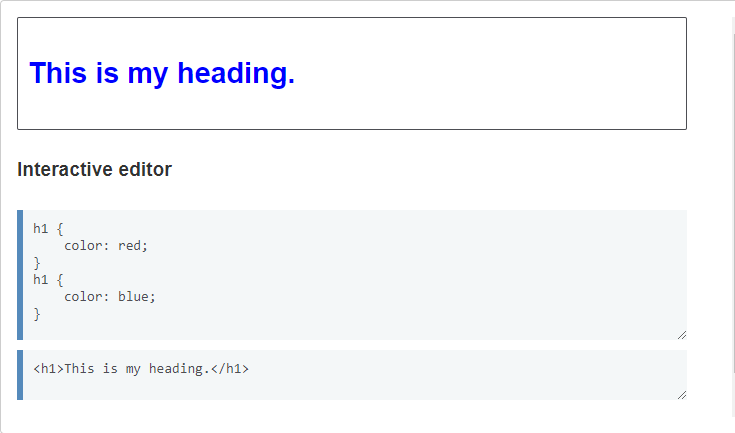 This is my heading.
Interactive editor
h1 {
    color: red;
}
h1 {
    color: blue;
}
<h1>This is my heading.</h1>